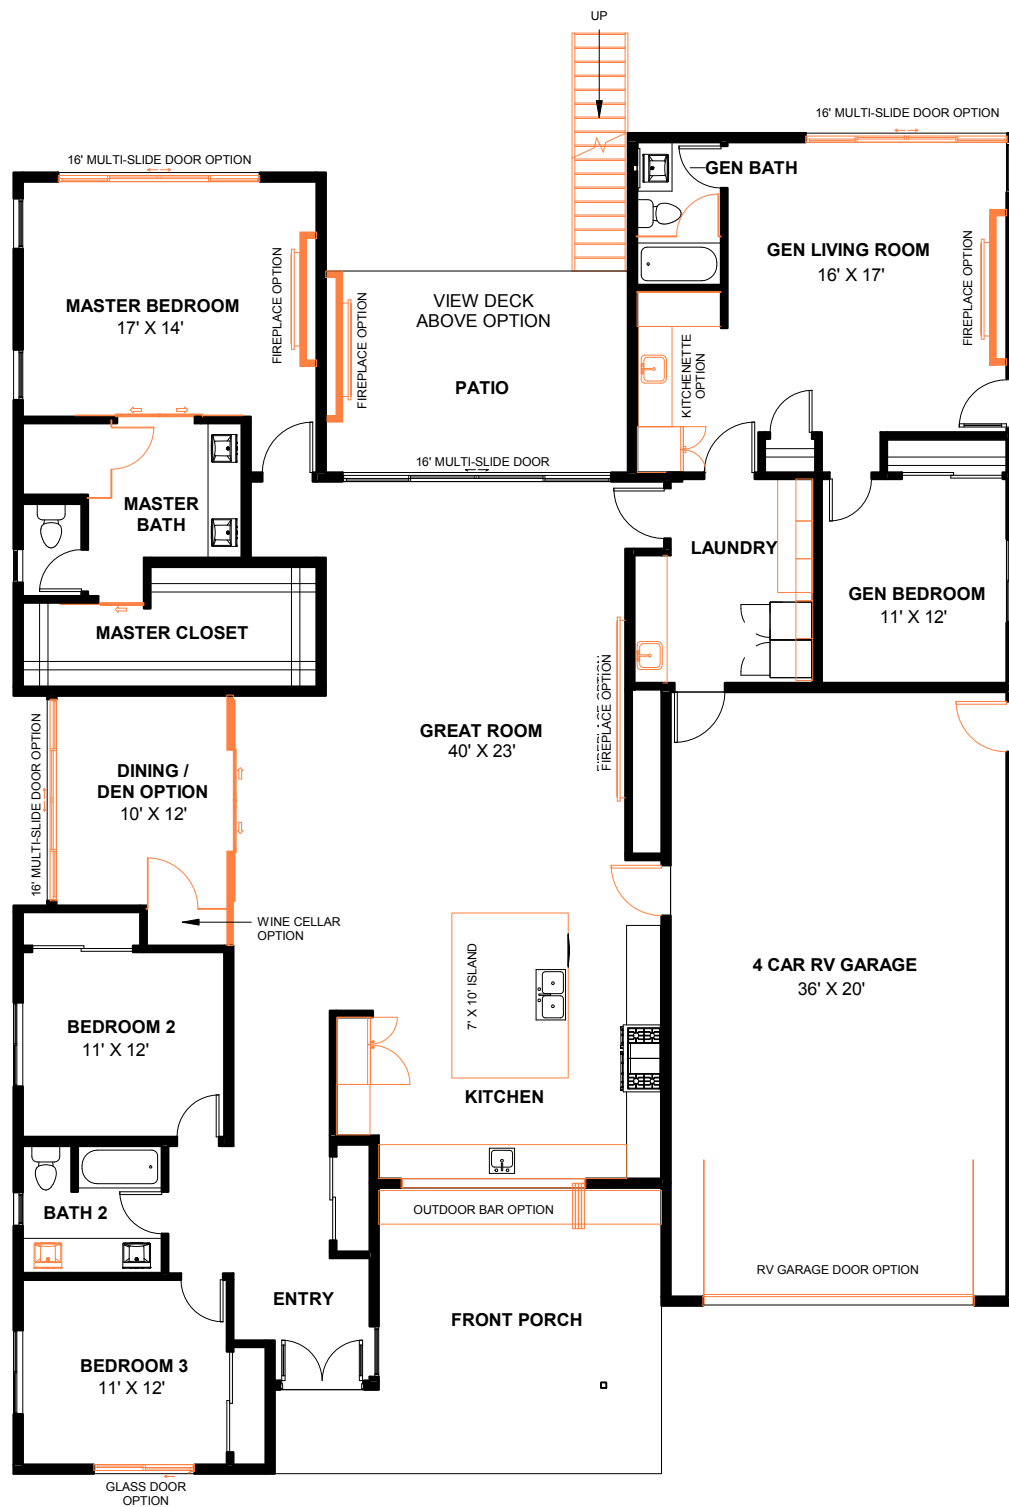 UP
16' MULTI-SLIDE DOOR OPTION
16' MULTI-SLIDE DOOR OPTION
GEN BATH
GEN LIVING ROOM
16' X 17'
FIREPLACE OPTION
MASTER BEDROOM
17' X 14'
FIREPLACE OPTION
FIREPLACE OPTION
VIEW DECK
ABOVE OPTION
PATIO
KITCHENETTE
OPTION
16' MULTI-SLIDE DOOR
MASTER
BATH
LAUNDRY
GEN BEDROOM
11' X 12'
MASTER CLOSET
FIREPLACE OPTION
FIREPLACE OPTION
GREAT ROOM
40' X 23'
16' MULTI-SLIDE DOOR OPTION
DINING /
DEN OPTION
10' X 12'
WINE CELLAR
OPTION
7' X 10' ISLAND
4 CAR RV GARAGE
36' X 20'
BEDROOM 2
11' X 12'
KITCHEN
BATH 2
OUTDOOR BAR OPTION
RV GARAGE DOOR OPTION
ENTRY
FRONT PORCH
BEDROOM 3
11' X 12'
GLASS DOOR
OPTION